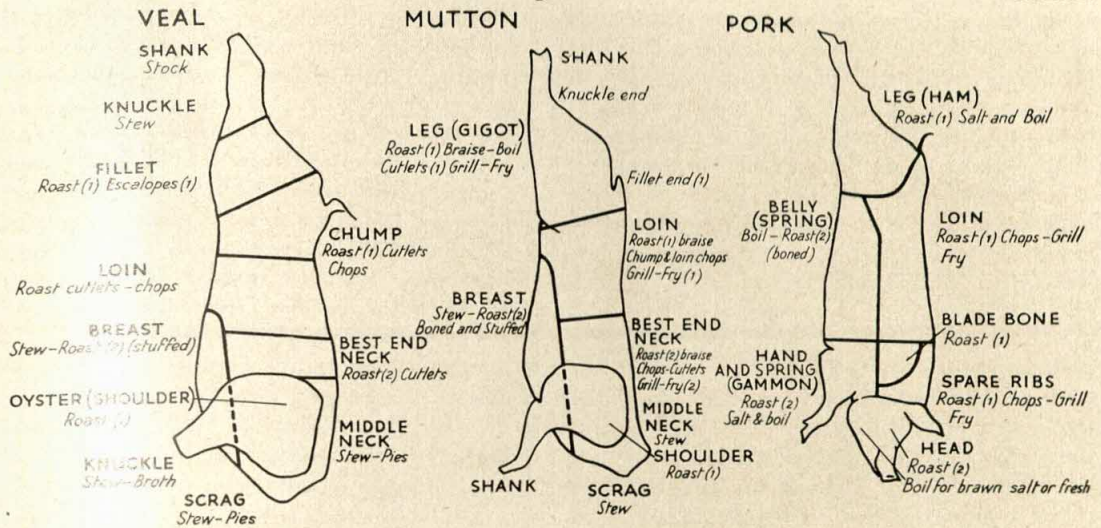 VEAL
SHANK
Stock
KNUCKLE
Stew
FILLET
Roast (1) Escalopes (1)
CHUMP
Roast (1) Cutlets
Chops
LOIN
Roast cutlets - chops
BREAST
Stew-Roast (2) (stuffed)
BEST END
NECK
Roast (2) Cutlets
OYSTER (SHOULDER)
Roast
MIDDLE
NECK
Stew-Pies
KNUCKLE
Stew-Broth
SCRAG
Stew-Pies
MUTTON
SHANK
Knuckle end
LEG (GIGOT)
Roast (1) Braise-Boil
Cutlets (1) Grill-Fry
Fillet end (1)
LOIN
Roast (1) braise
Chump & loin chops
Grill-Fry (1)
BREAST
Stew-Roast (2)
Boned and Stuffed
BEST END
NECK
Roast (2) braise
Chops-Cutlets
Grill-Fry (2)
MIDDLE
NECK
Stew
SHOULDER
Roast (1)
SHANK
SCRAG
Stew
PORK
LEG (HAM)
Roast (1) Salt and Boil
BELLY
(SPRING)
Boil - Roast (2)
(boned)
LOIN
Roast (1) Chops - Grill
Fry
BLADE BONE
Roast (1)
HAND
AND SPRING
(GAMMON)
Roast (2)
Salt & boil
SPARE RIBS
Roast (1) Chops - Grill
Fry
HEAD
Roast (2)
Boil for brawn salt or fresh